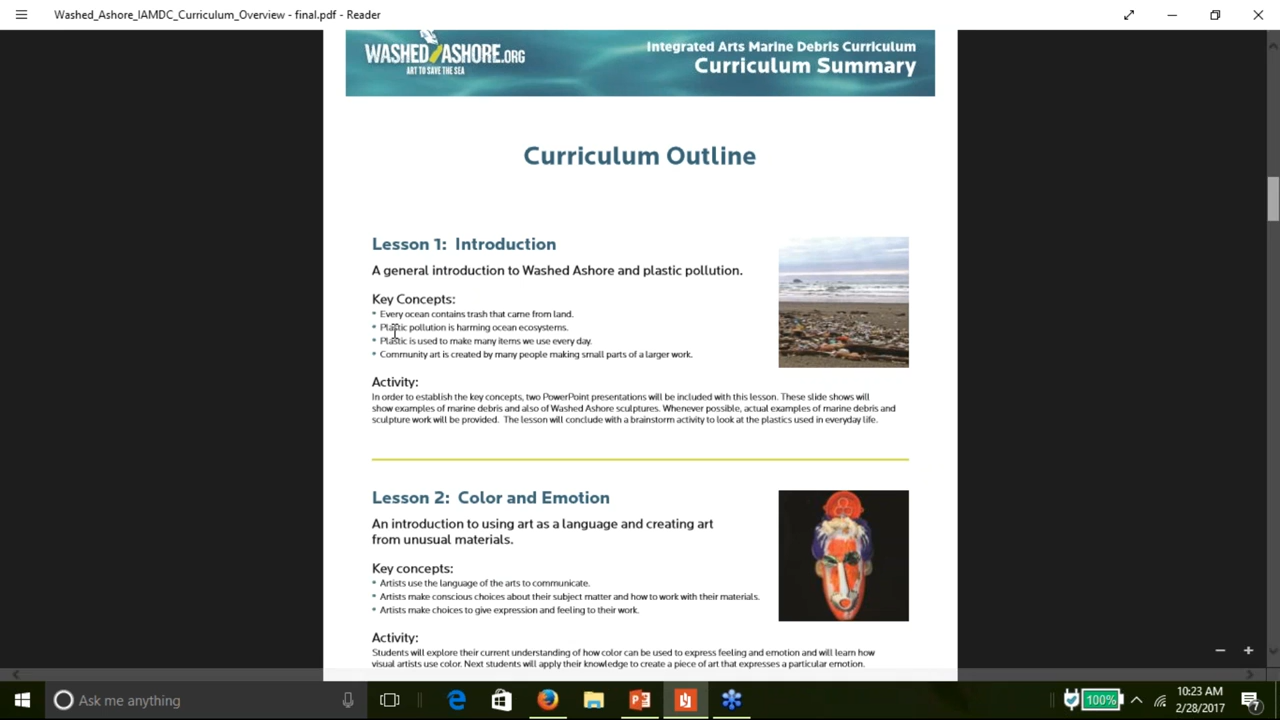 Washed_Ashore_IAMDC_Curriculum_Overview - final.pdf - Reader
WASHED ASHORE.ORG
ART TO SAVE THE SEA
Integrated Arts Marine Debris Curriculum
Curriculum Summary
Curriculum Outline
Lesson 1: Introduction
A general introduction to Washed Ashore and plastic pollution.
Key Concepts:
* Every ocean contains trash that came from land.
* Plastic pollution is harming ocean ecosystems.
* Plastic is used to make many items we use every day.
* Community art is created by many people making small parts of a larger work.
Activity:
In order to establish the key concepts, two PowerPoint presentations will be included with this lesson. These slide shows will
show examples of marine debris and also of Washed Ashore sculptures. Whenever possible, actual examples of marine debris and
sculpture work will be provided. The lesson will conclude with a brainstorm activity to look at the plastics used in everyday life.
Lesson 2: Color and Emotion
An introduction to using art as a language and creating art
from unusual materials.
Key concepts:
* Artists use the language of the arts to communicate.
* Artists make conscious choices about their subject matter and how to work with their materials.
* Artists make choices to give expression and feeling to their work.
Activity:
Students will explore their current understanding of how color can be used to express feeling and emotion and will learn how
visual artists use color. Next students will apply their knowledge to create a piece of art that expresses a particular emotion.
Ask me anything
100%
10:23 AM
2/28/2017
7